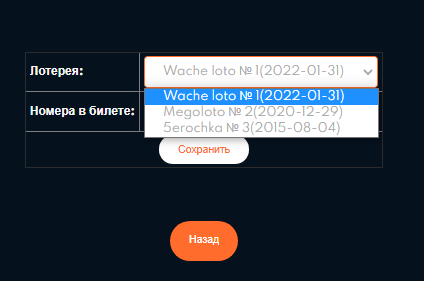 Лотерея:
Wache loto № 1(2022-01-31)
Wache loto № 1(2022-01-31)
Номера в билете:
Megoloto № 2(2020-12-29)
5erochka № 3(2015-08-04)
Сохранить
Назад